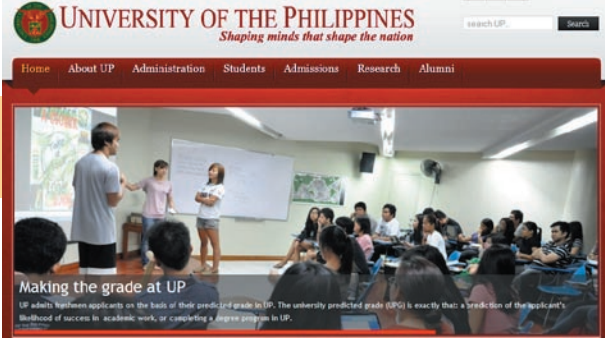 UNIVERSITY OF THE PHILIPPINES
Shaping minds that shape the nation
search UP..
Search
Home About UP Administration Students Admissions Research Alumni
Making the grade at UP
UP admits freshmen applicants on the basis of their predicted grade in UP. The university predicted grade (UPG) is exactly that: a prediction of the applicant's
likelihood of success in academic work, or completing a degree program in UP.